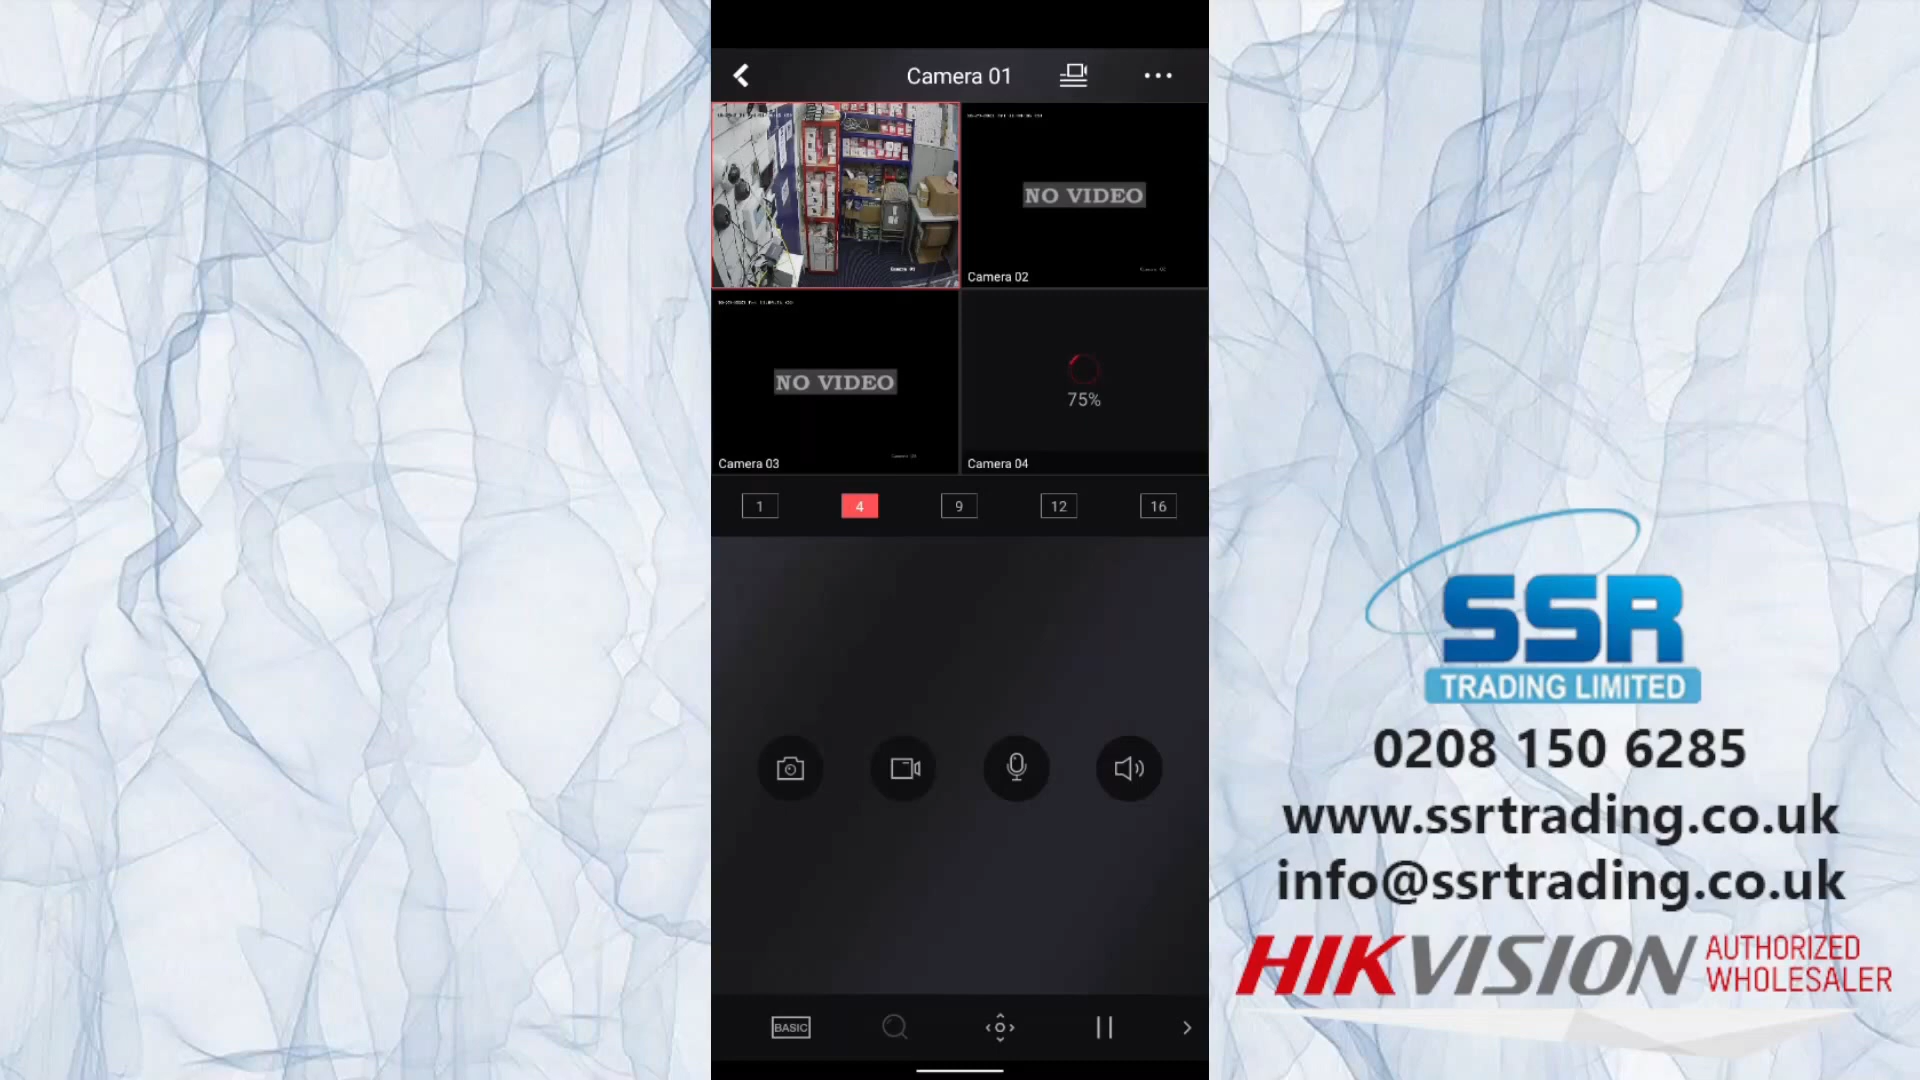 Camera 01
NO VIDEO
Camera 02
NO VIDEO
Camera 03
75%
Camera 04
1
4
9
12
16
BASIC
SSR
TRADING LIMITED
0208 150 6285
www.ssrtrading.co.uk
info@ssrtrading.co.uk
HIKVISION AUTHORIZED
WHOLESALER